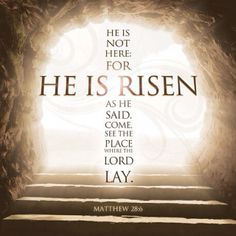 HE IS
NOT
HERE:
FOR
HE IS RISEN
AS HE
SAID.
COME,
SEE THE
PLACE
WHERE THE
LORD
LAY.
MATTHEW 28:6